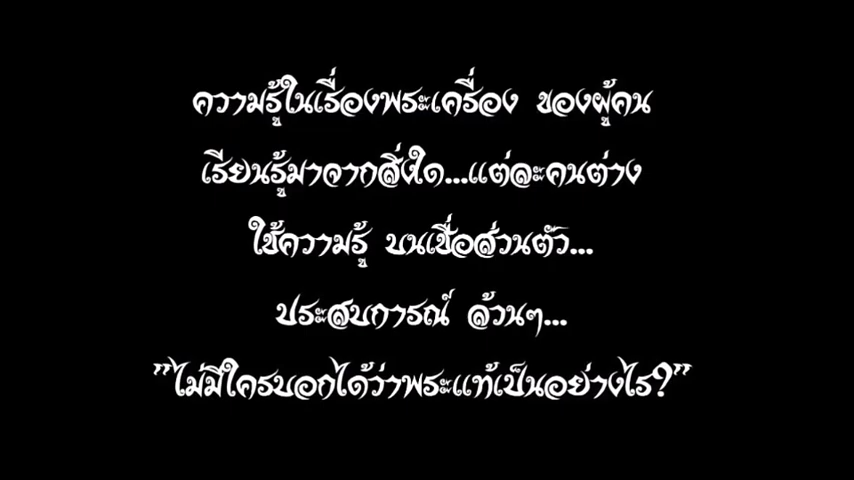 ความรู้ในเรื่องพระเครื่อง ของผู้คน
เรียนรู้มาจากสิ่งใด...แต่ละคนต่าง
ใช้ความรู้ บนเชื่อส่วนตัว...
ประสบการณ์ ล้วนๆ...
"ไม่มีใครบอกได้ว่าพระแท้เป็นอย่างไร?"